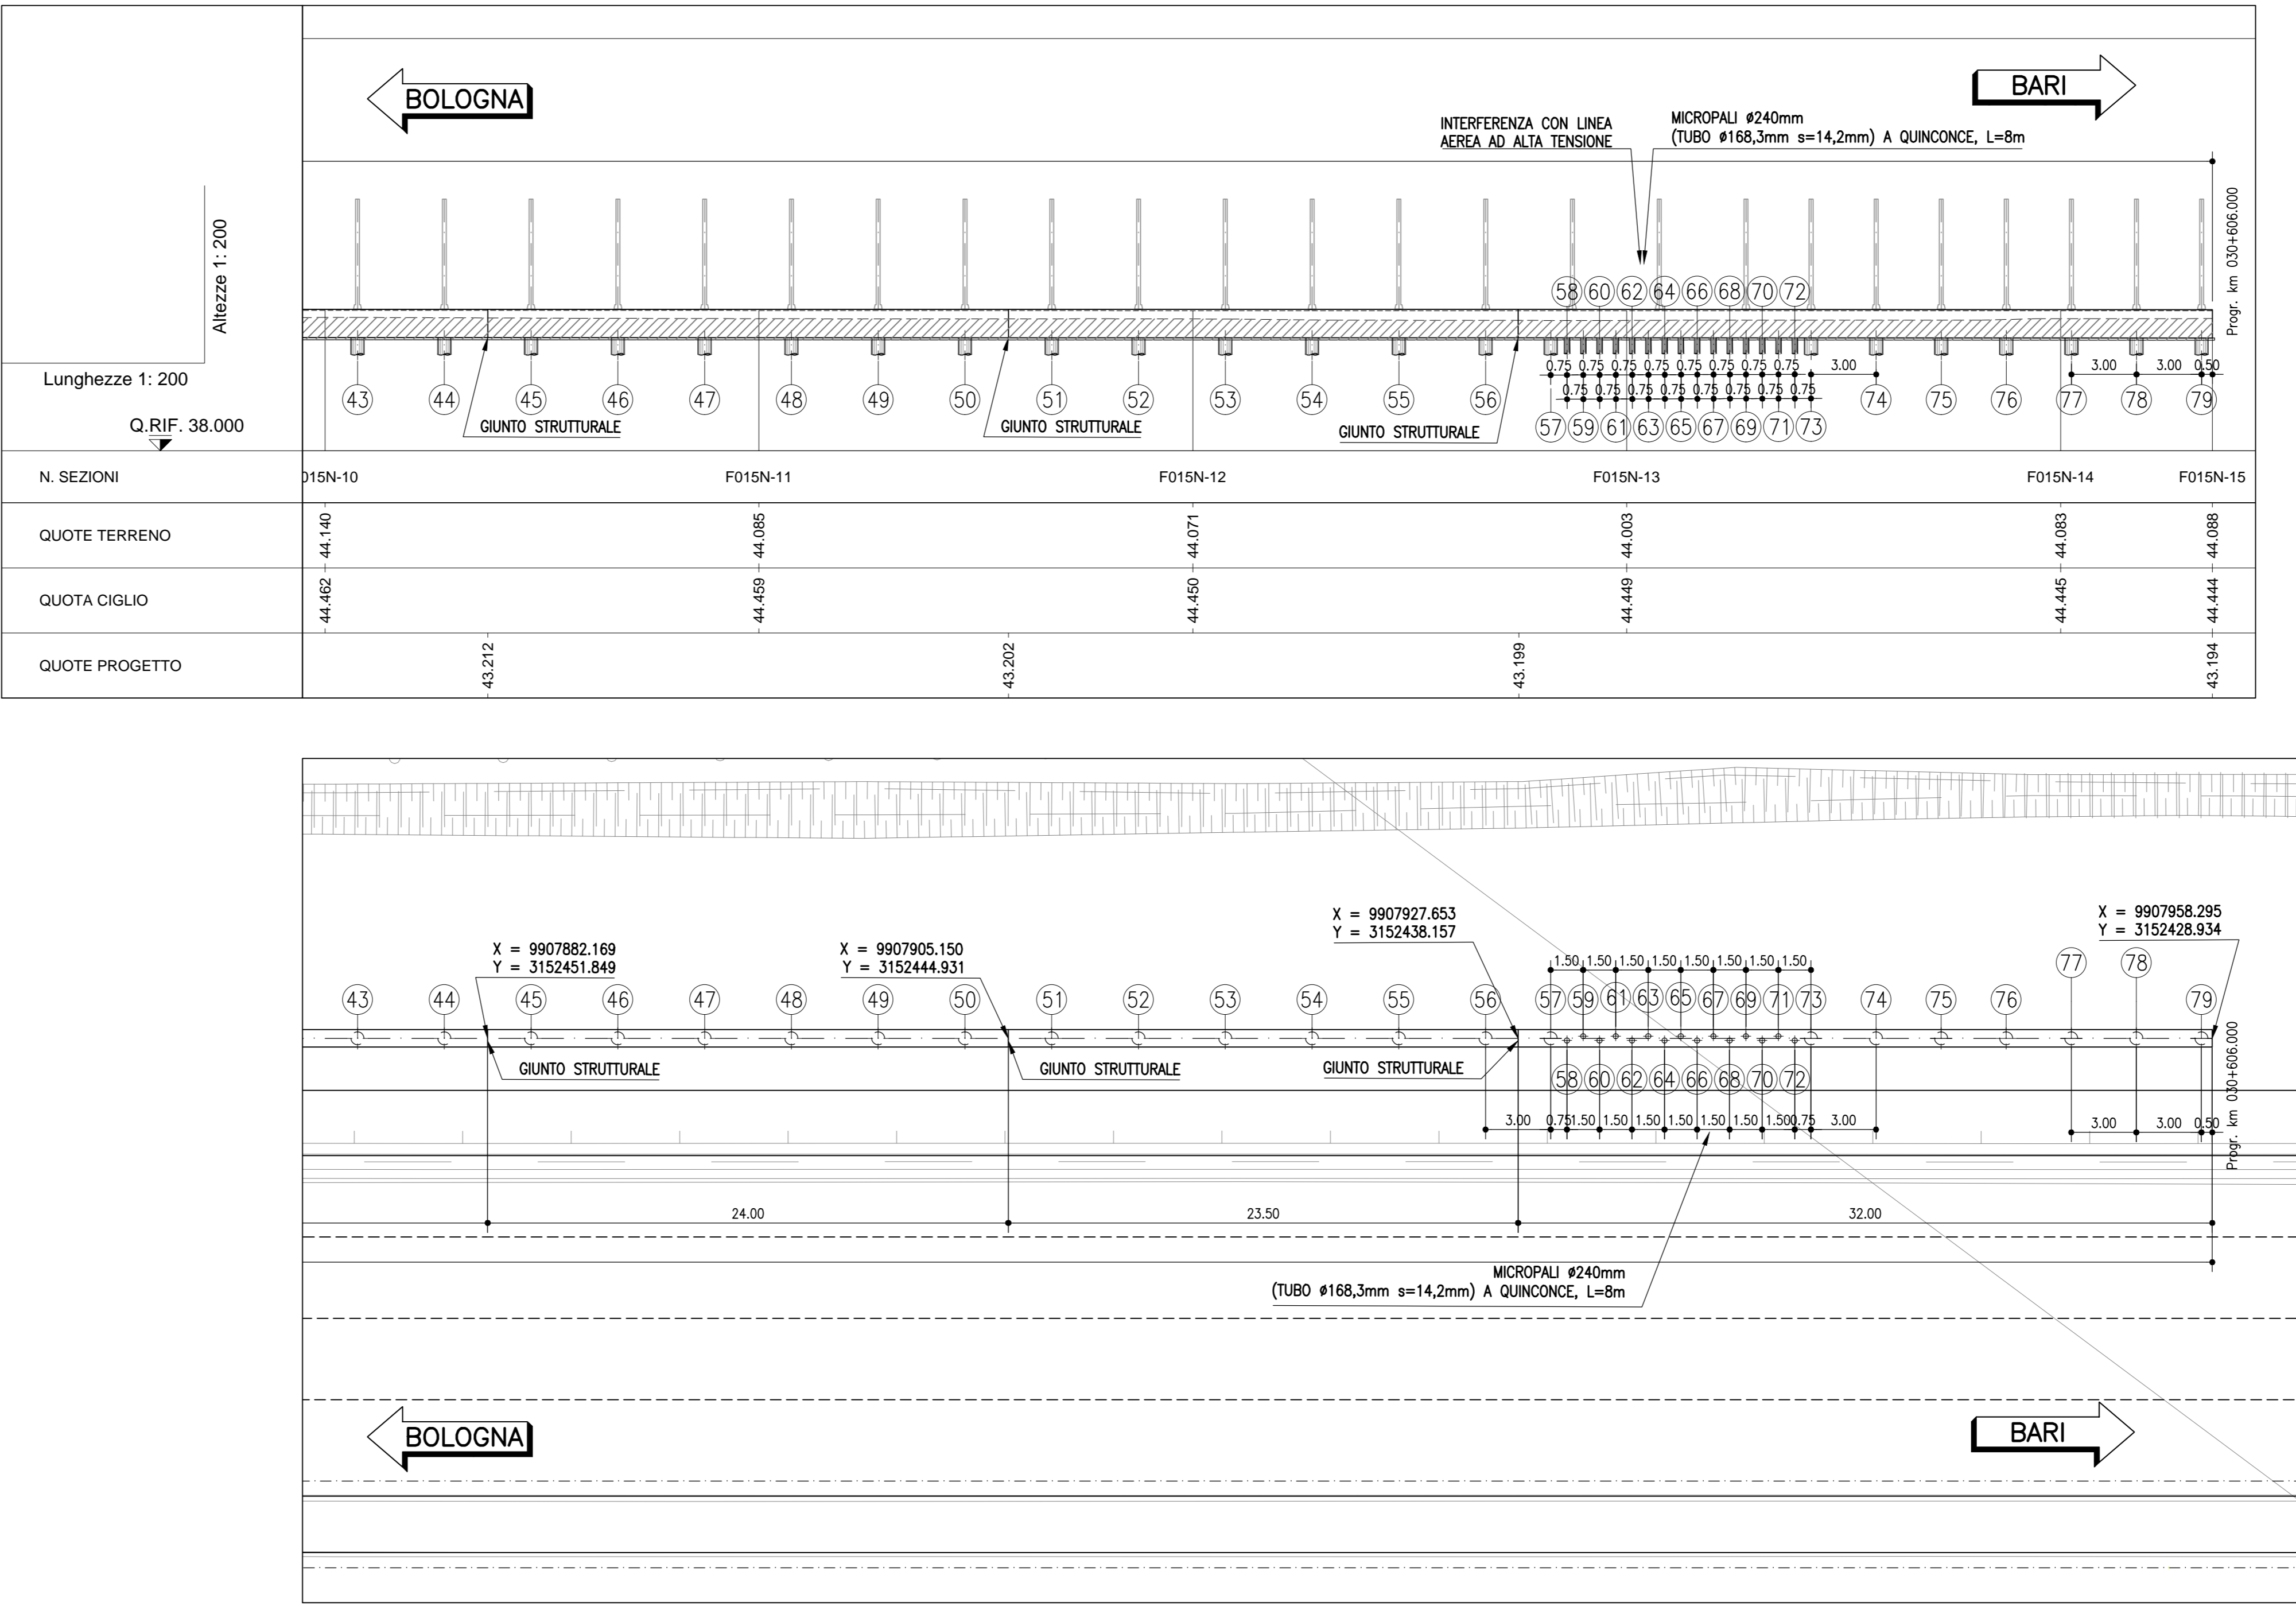 BOLOGNA
BARI
INTERFERENZA CON LINEA
AEREA AD ALTA TENSIONE
MICROPALI ø240mm
(TUBO ø168,3mm s=14,2mm) A QUINCONCE, L=8m
Altezze 1: 200
Lunghezze 1: 200
Q.RIF. 38.000
Progr. km 030+606.000
58 60 62 64 66 68 70 72
0.75 0.75 0.75 0.75 0.75 0.75 0.75 0.75 3.00 3.00 3.00 0.50
0.75 0.75 0.75 0.75 0.75 0.75 0.75 0.75
43 44 45 46 47 48 49 50 51 52 53 54 55 56 74 75 76 77 78 79
57 59 61 63 65 67 69 71 73
GIUNTO STRUTTURALE
GIUNTO STRUTTURALE
GIUNTO STRUTTURALE
N. SEZIONI 015N-10 F015N-11 F015N-12 F015N-13 F015N-14 F015N-15
QUOTE TERRENO 44.140 44.085 44.071 44.003 44.083 44.088
QUOTA CIGLIO 44.462 44.459 44.450 44.449 44.445 44.444
QUOTE PROGETTO 43.212 43.202 43.199 43.194
X = 9907882.169
Y = 3152451.849
X = 9907905.150
Y = 3152444.931
X = 9907927.653
Y = 3152438.157
X = 9907958.295
Y = 3152428.934
1.50 1.50 1.50 1.50 1.50 1.50 1.50 1.50
77 78
43 44 45 46 47 48 49 50 51 52 53 54 55 56 57 59 61 63 65 67 69 71 73 74 75 76 79
GIUNTO STRUTTURALE
GIUNTO STRUTTURALE
GIUNTO STRUTTURALE
58 60 62 64 66 68 70 72
3.00 0.75 1.50 1.50 1.50 1.50 1.50 1.50 1.50 0.75 3.00 3.00 3.00 0.50
Progr. km 030+606.000
24.00 23.50 32.00
MICROPALI ø240mm
(TUBO ø168,3mm s=14,2mm) A QUINCONCE, L=8m
BOLOGNA
BARI